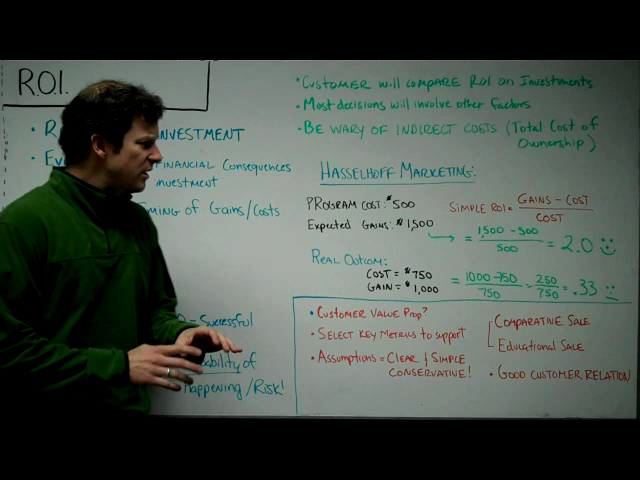 R.O.I.
• R INVESTMENT
• Ev FINANCIAL CONSEQUENCES
INVESTMENT
TIMING OF GAINS/COSTS
= Successful
bability of
happening/Risk!
• CUSTOMER will COMPARE ROI on Investments
• Most decisions will involve other factors
• BE WARY OF INDIRECT COSTS (Total Cost of
Ownership)
HASSELHOFF MARKETING:
PROGRAM COST: $500
Expected GAINS: $1,500
SIMPLE ROI = GAINS - COST
COST
= 1,500 - 500
500
= 2.0
REAL OUTCOM:
COST = $750
GAIN = $1,000
= 1000 - 750
750
= 250
750
= .33
• CUSTOMER VALUE PROP?
• SELECT KEY METRICS TO SUPPORT
• Assumptions = CLEAR & SIMPLE
CONSERVATIVE!
COMPARATIVE SALE
EDUCATIONAL SALE
• GOOD CUSTOMER RELATION